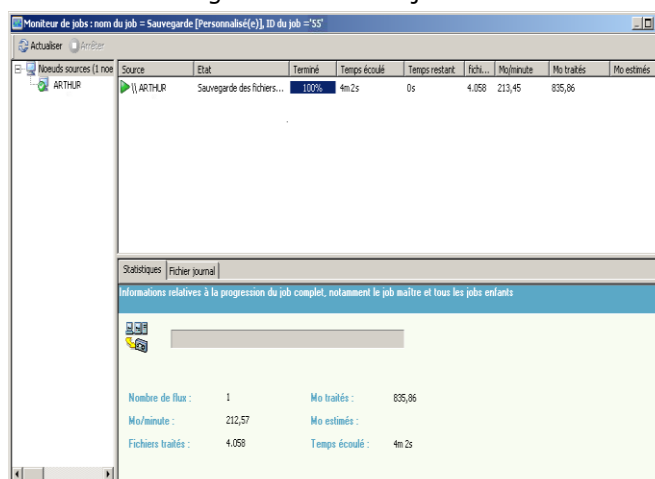 Moniteur de jobs : nom du job = Sauvegarde [Personnalisé(e)], ID du job ='55'
Actualiser Arrêter
Noeuds sources (1 noe
ARTHUR
Source Etat Terminé Temps écoulé Temps restant fichi... Mo/minute Mo traités Mo estimés
\\ ARTHUR Sauvegarde des fichiers... 100% 4m 2s 0s 4.058 213,45 835,86
Statistiques Fichier journal
Informations relatives à la progression du job complet, notamment le job maître et tous les jobs enfants
Nombre de flux : 1 Mo traités : 835,86
Mo/minute : 212,57 Mo estimés :
Fichiers traités : 4.058 Temps écoulé : 4m 2s